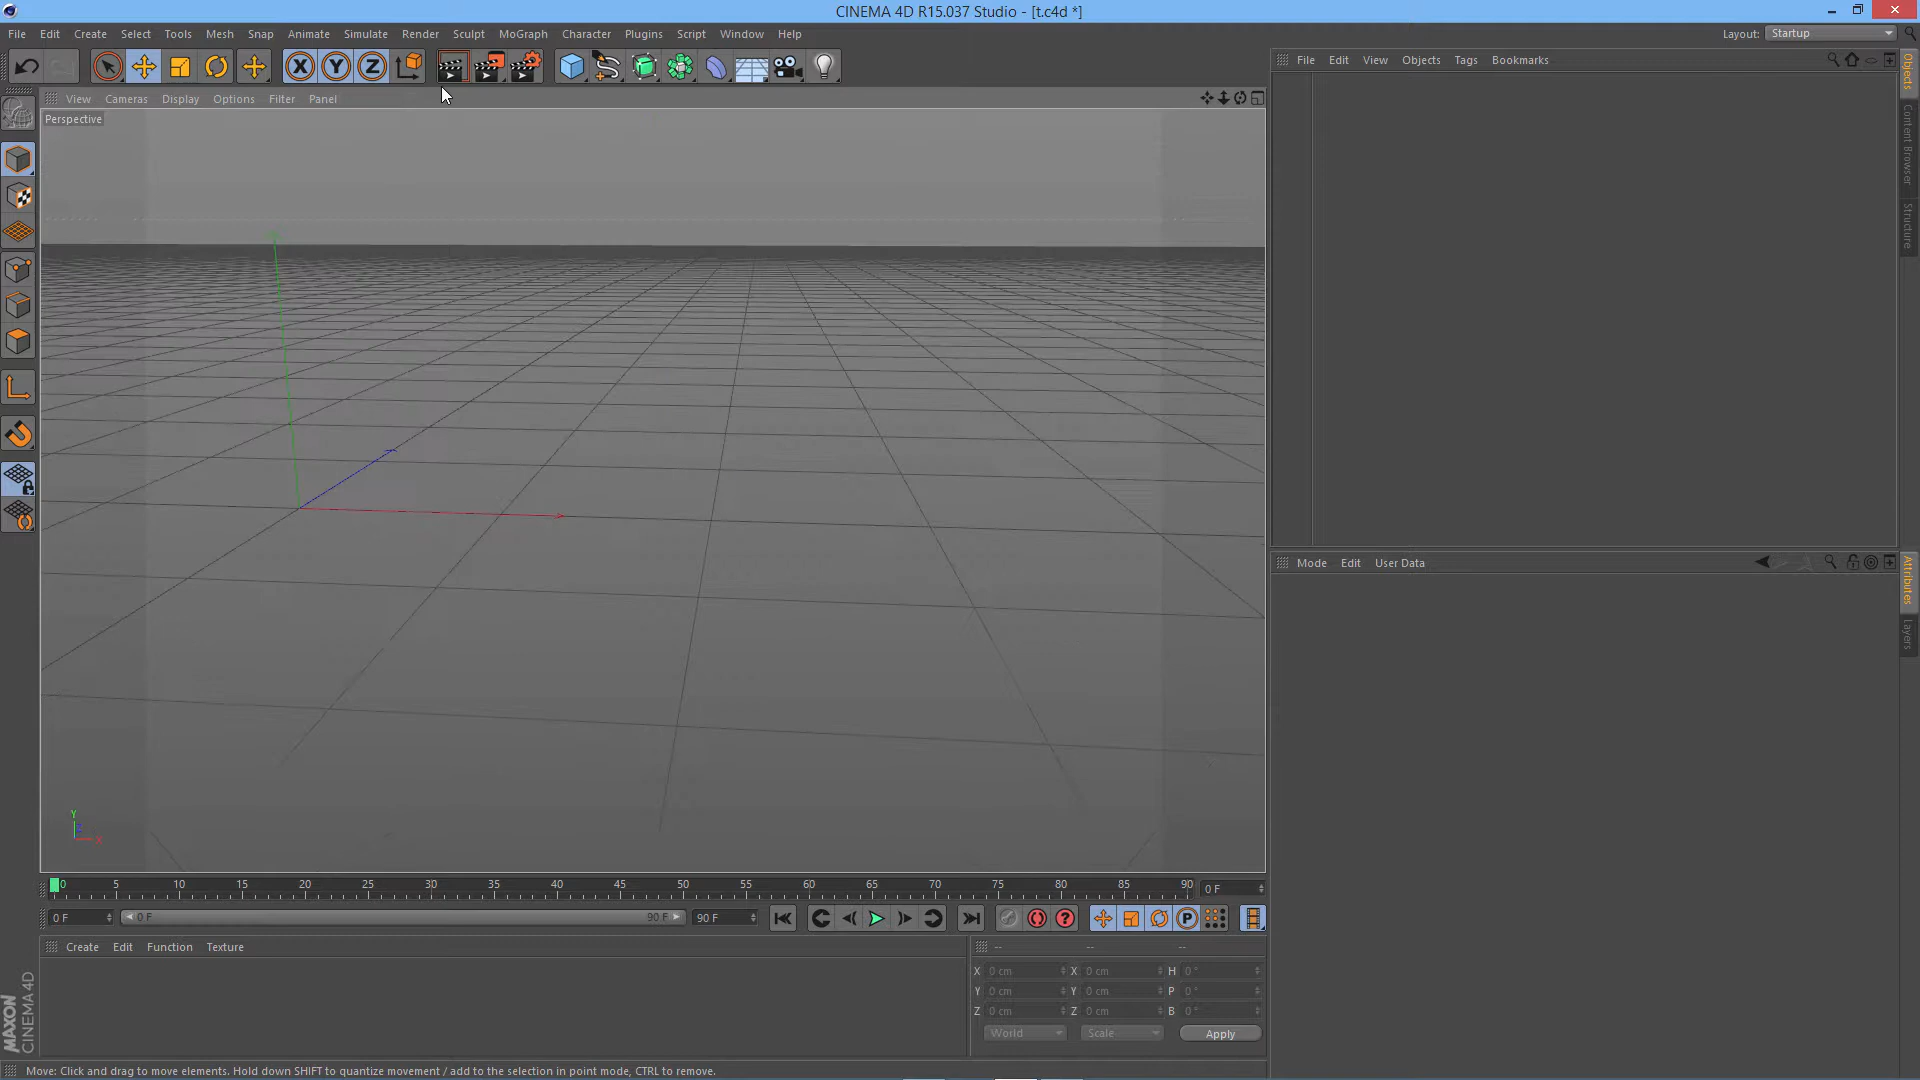 CINEMA 4D R15.037 Studio - [t.c4d *]
File Edit Create Select Tools Mesh Snap Animate Simulate Render Sculpt MoGraph Character Plugins Script Window Help
Layout: Startup
X Y Z
File Edit View Objects Tags Bookmarks
View Cameras Display Options Filter Panel
Perspective
Objects
Content Browser
Structure
Mode Edit User Data
Attributes
Layers
Y
X
0 5 10 15 20 25 30 35 40 45 50 55 60 65 70 75 80 85 90
0 F
0 F
0 F
90 F
90 F
?
P
Create Edit Function Texture
-- -- --
X 0 cm X 0 cm H 0 °
Y 0 cm Y 0 cm P 0 °
Z 0 cm Z 0 cm B 0 °
World Scale Apply
MAXON
CINEMA 4D
Move: Click and drag to move elements. Hold down SHIFT to quantize movement / add to the selection in point mode, CTRL to remove.